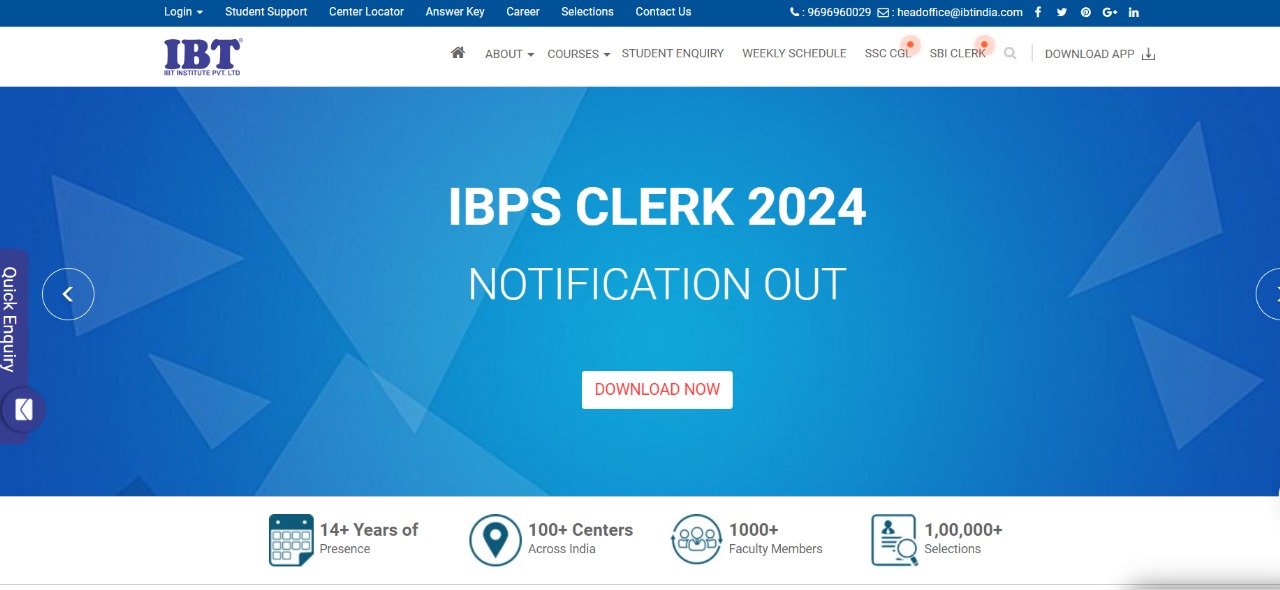 Login Student Support Center Locator Answer Key Career Selections Contact Us : 9696960029 : headoffice@ibtindia.com
IBT®
IBT INSTITUTE PVT. LTD
ABOUT COURSES STUDENT ENQUIRY WEEKLY SCHEDULE SSC CGL SBI CLERK DOWNLOAD APP
IBPS CLERK 2024
NOTIFICATION OUT
DOWNLOAD NOW
Quick Enquiry
14+ Years of
Presence
100+ Centers
Across India
1000+
Faculty Members
1,00,000+
Selections